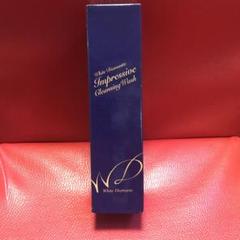 White Diamante
Impressive
Cleansing Wash
WD
White Diamante